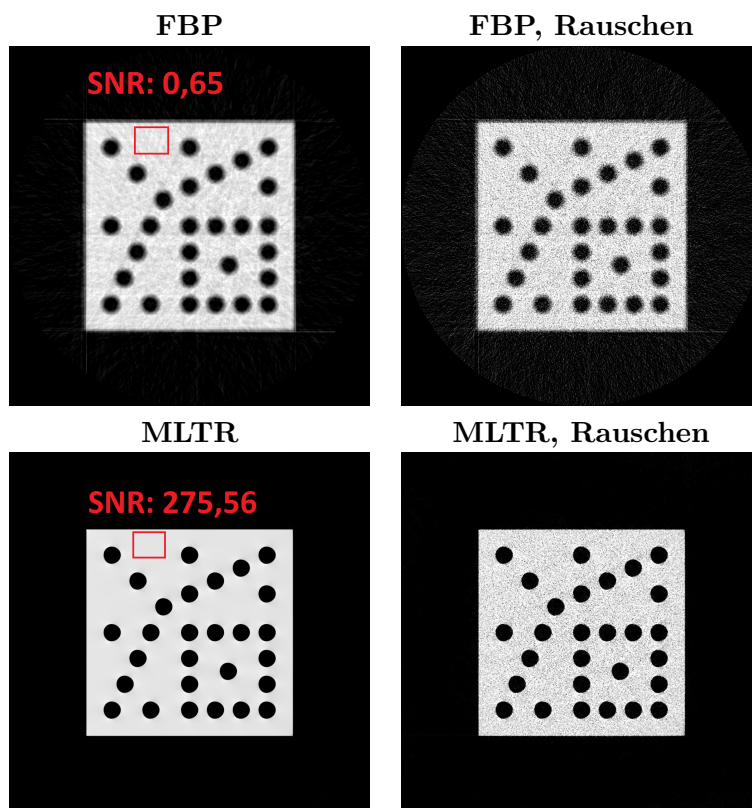 FBP
FBP, Rauschen
SNR: 0,65
MLTR
MLTR, Rauschen
SNR: 275,56